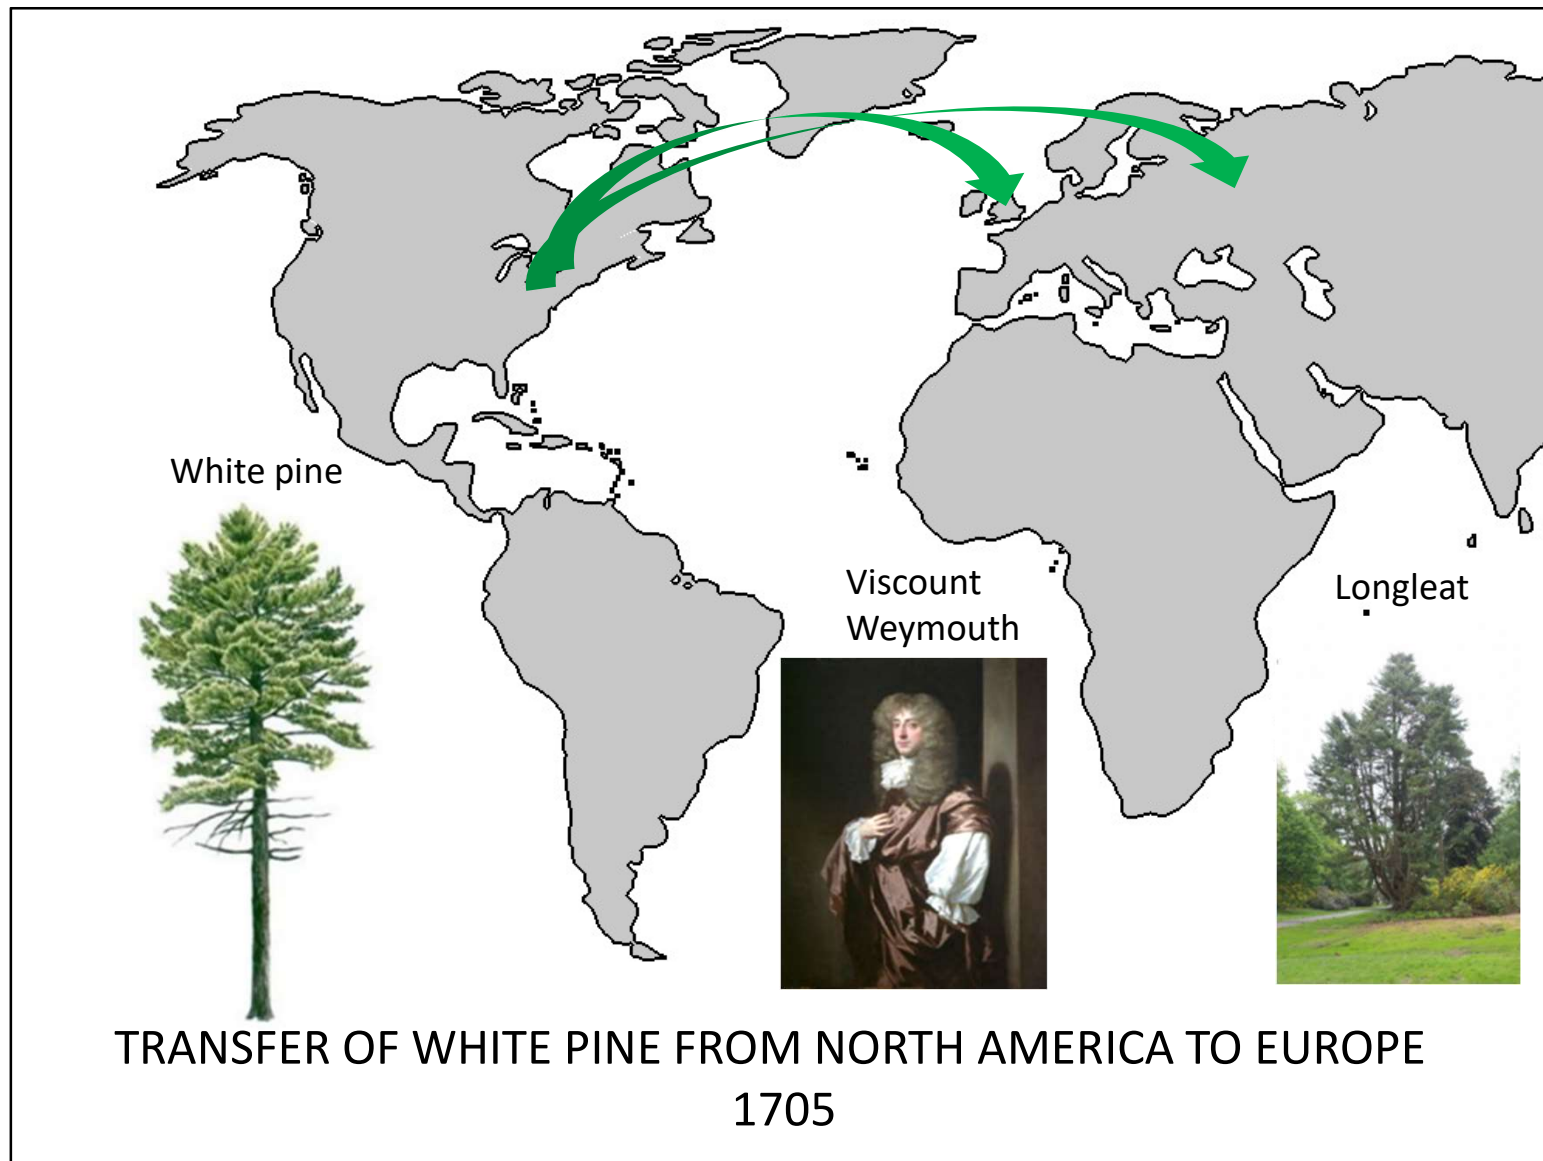 White pine
Viscount
Weymouth
Longleat
TRANSFER OF WHITE PINE FROM NORTH AMERICA TO EUROPE
1705